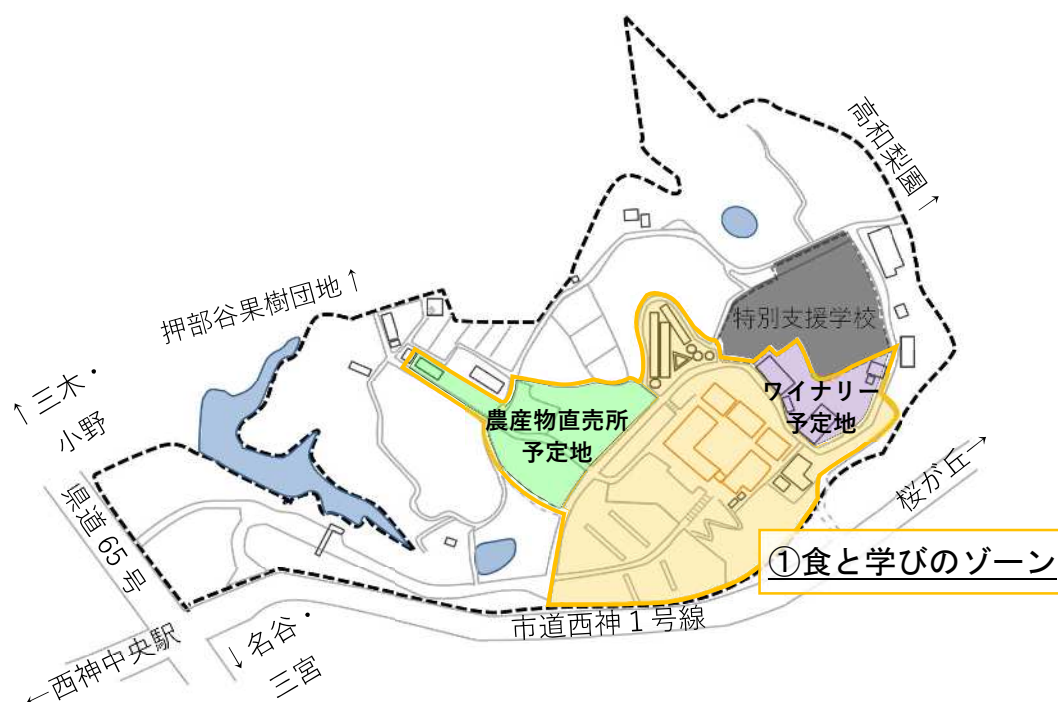 高和梨園↑
押部谷果樹団地↑
特別支援学校
↑三木・
小野
ワイナリー
予定地
農産物直売所
予定地
桜が丘→
県道65号
①食と学びのゾーン
市道西神1号線
↓名谷・
三宮
←西神中央駅